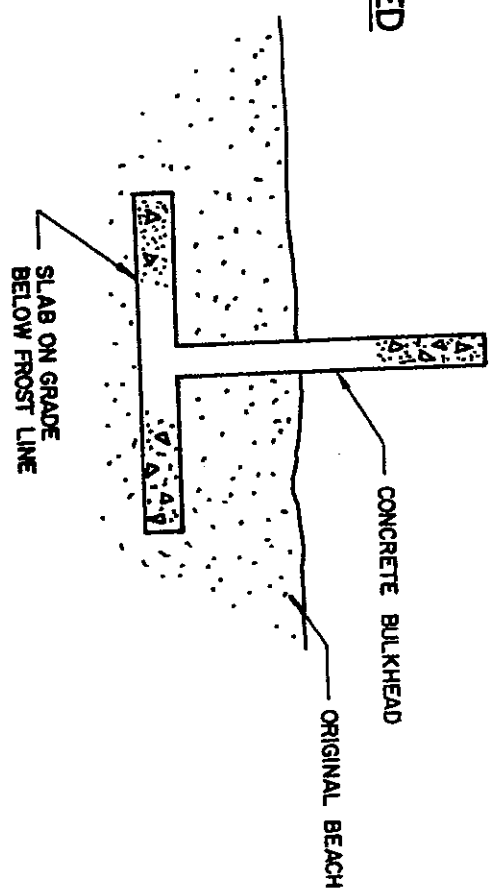 ED
CONCRETE BULKHEAD
ORIGINAL BEACH
SLAB ON GRADE
BELOW FROST LINE